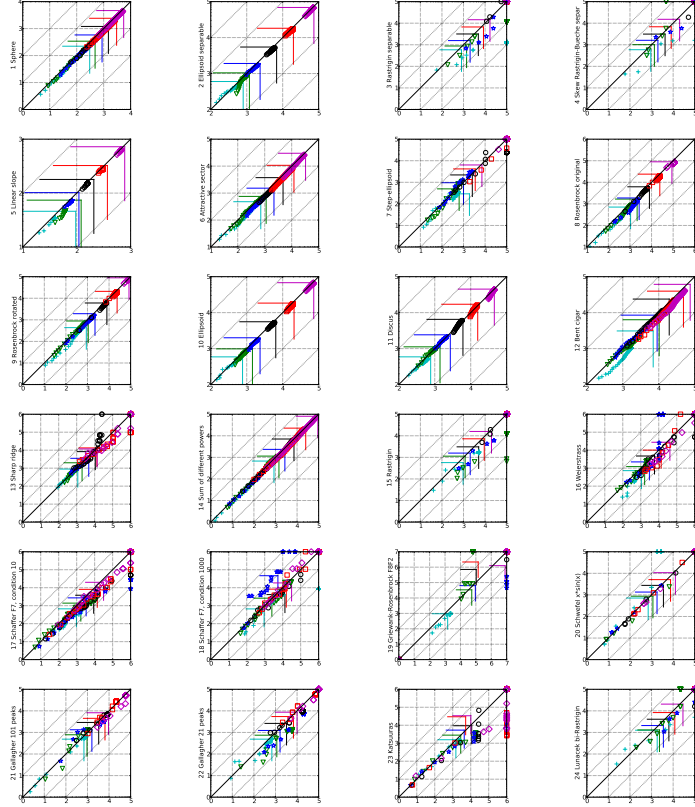 1 Sphere
2 Ellipsoid separable
3 Rastrigin separable
4 Skew Rastrigin-Bueche separ
5 Linear slope
6 Attractive sector
7 Step-ellipsoid
8 Rosenbrock original
9 Rosenbrock rotated
10 Ellipsoid
11 Discus
12 Bent cigar
13 Sharp ridge
14 Sum of different powers
15 Rastrigin
16 Weierstrass
17 Schaffer F7, condition 10
18 Schaffer F7, condition 1000
19 Griewank-Rosenbrock F8F2
20 Schwefel x*sin(x)
21 Gallagher 101 peaks
22 Gallagher 21 peaks
23 Katsuuras
24 Lunacek bi-Rastrigin